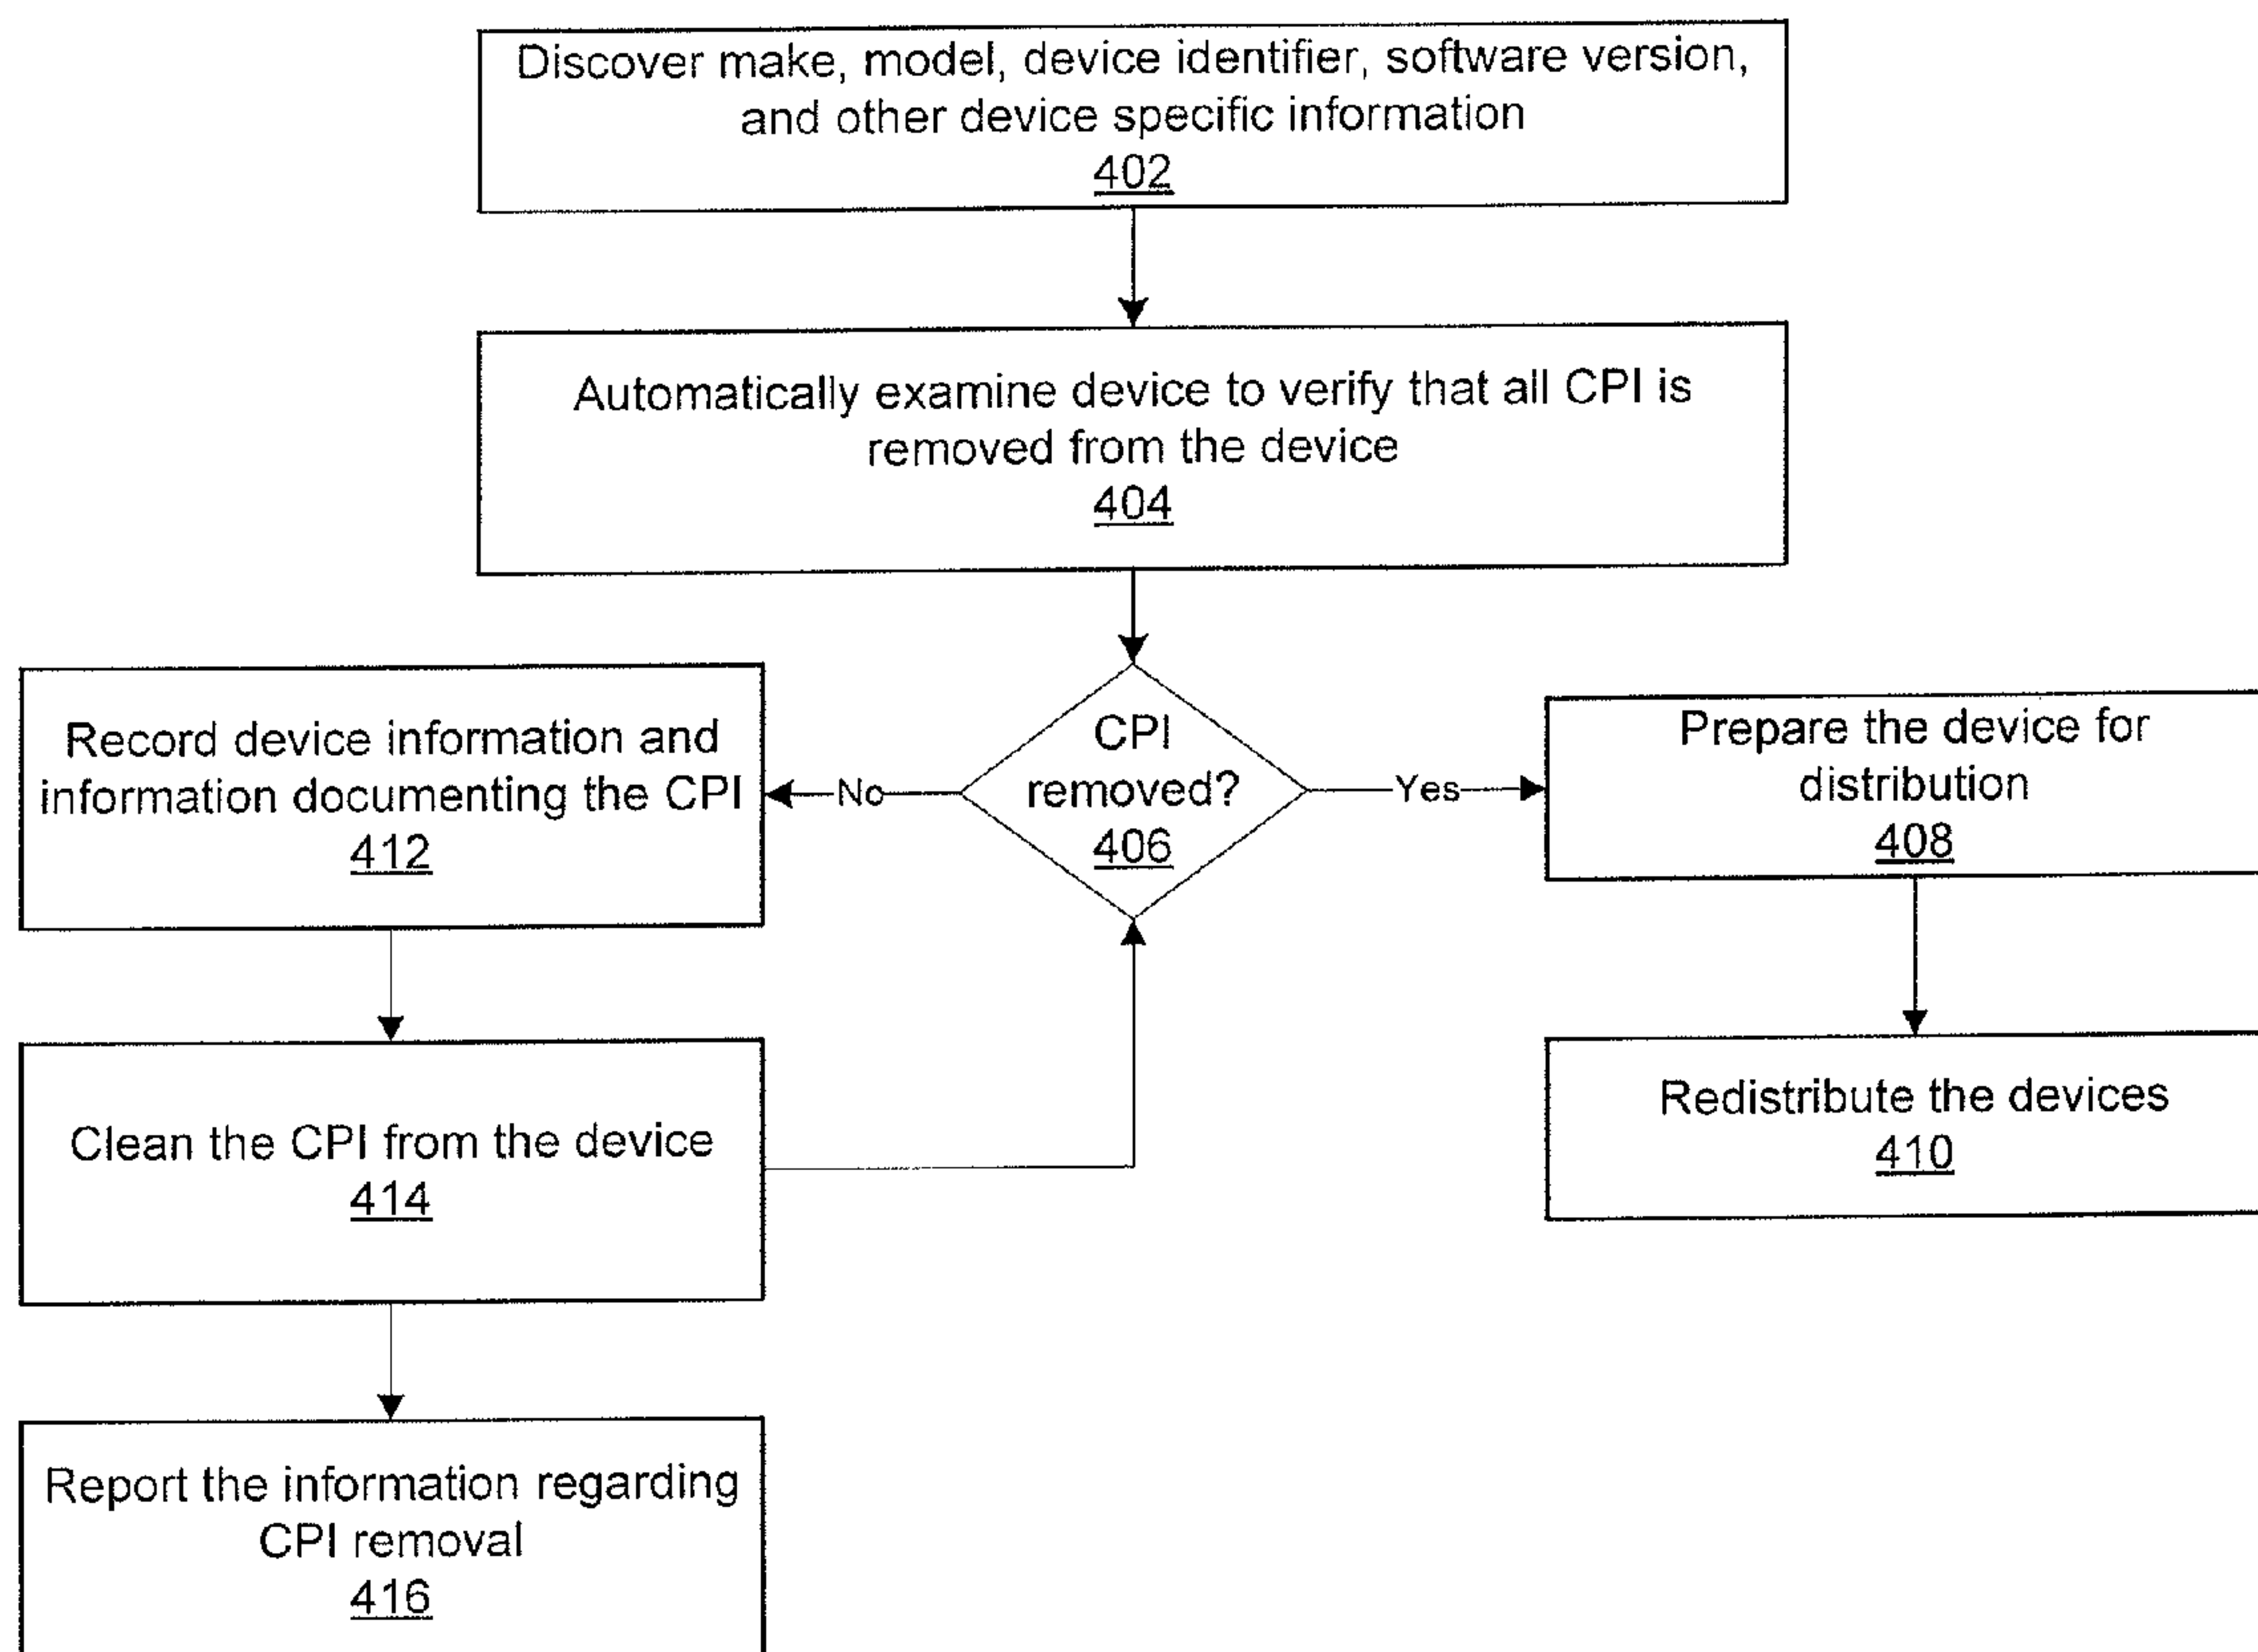 Discover make, model, device identifier, software version,
and other device specific information
402
Automatically examine device to verify that all CPI is
removed from the device
404
CPI
removed?
406
No
Yes
Record device information and
information documenting the CPI
412
Prepare the device for
distribution
408
Clean the CPI from the device
414
Redistribute the devices
410
Report the information regarding
CPI removal
416